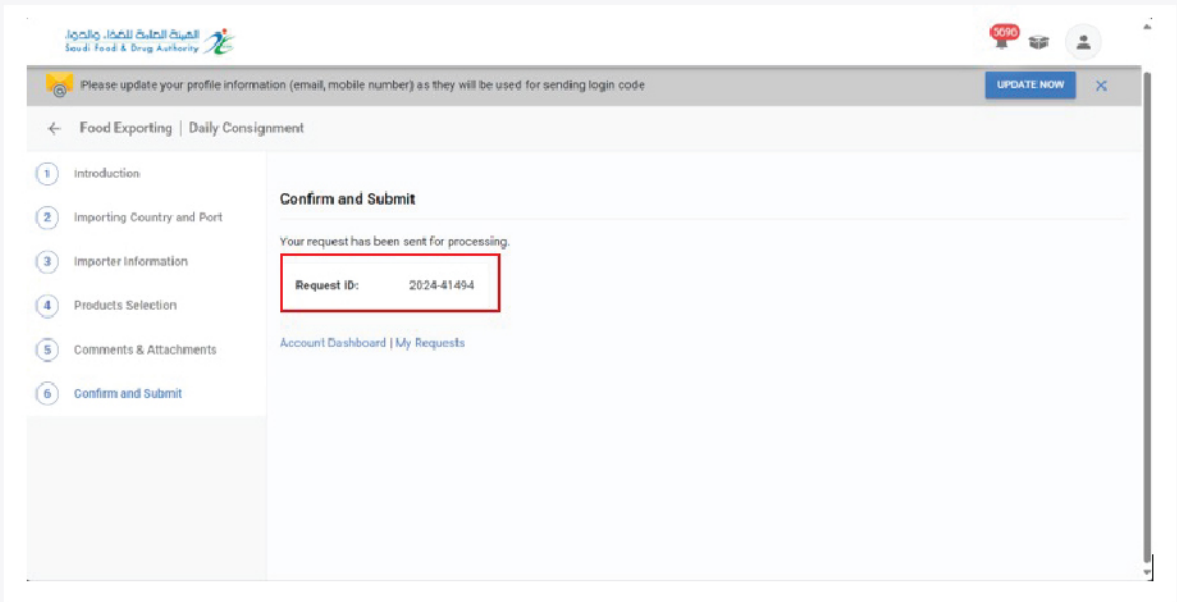 الهيئة العامة للغذاء والدواء
Saudi Food & Drug Authority
5090
Please update your profile information (email, mobile number) as they will be used for sending login code
UPDATE NOW
Food Exporting | Daily Consignment
1 Introduction
2 Importing Country and Port
3 Importer Information
4 Products Selection
5 Comments & Attachments
6 Confirm and Submit
Confirm and Submit
Your request has been sent for processing.
Request ID: 2024-41494
Account Dashboard | My Requests